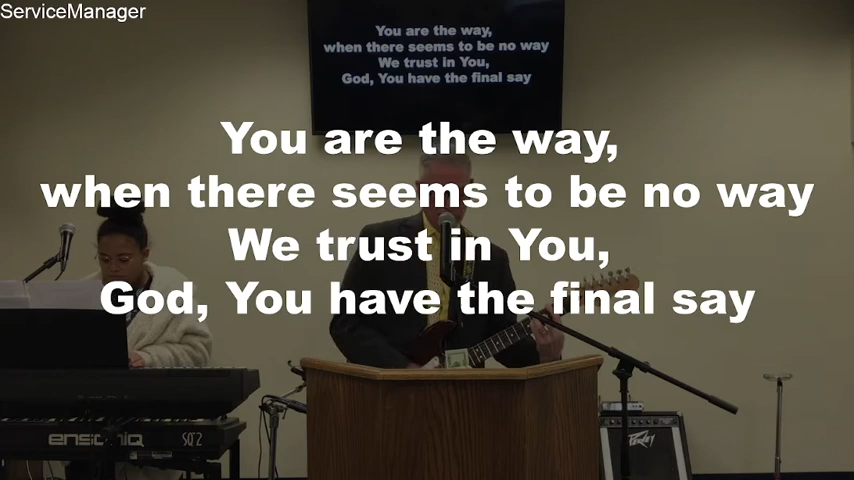 ServiceManager
You are the way,
when there seems to be no way
We trust in You,
God, You have the final say
You are the way,
when there seems to be no way
We trust in You,
God, You have the final say
ensoniq SQ2
PEAVEY